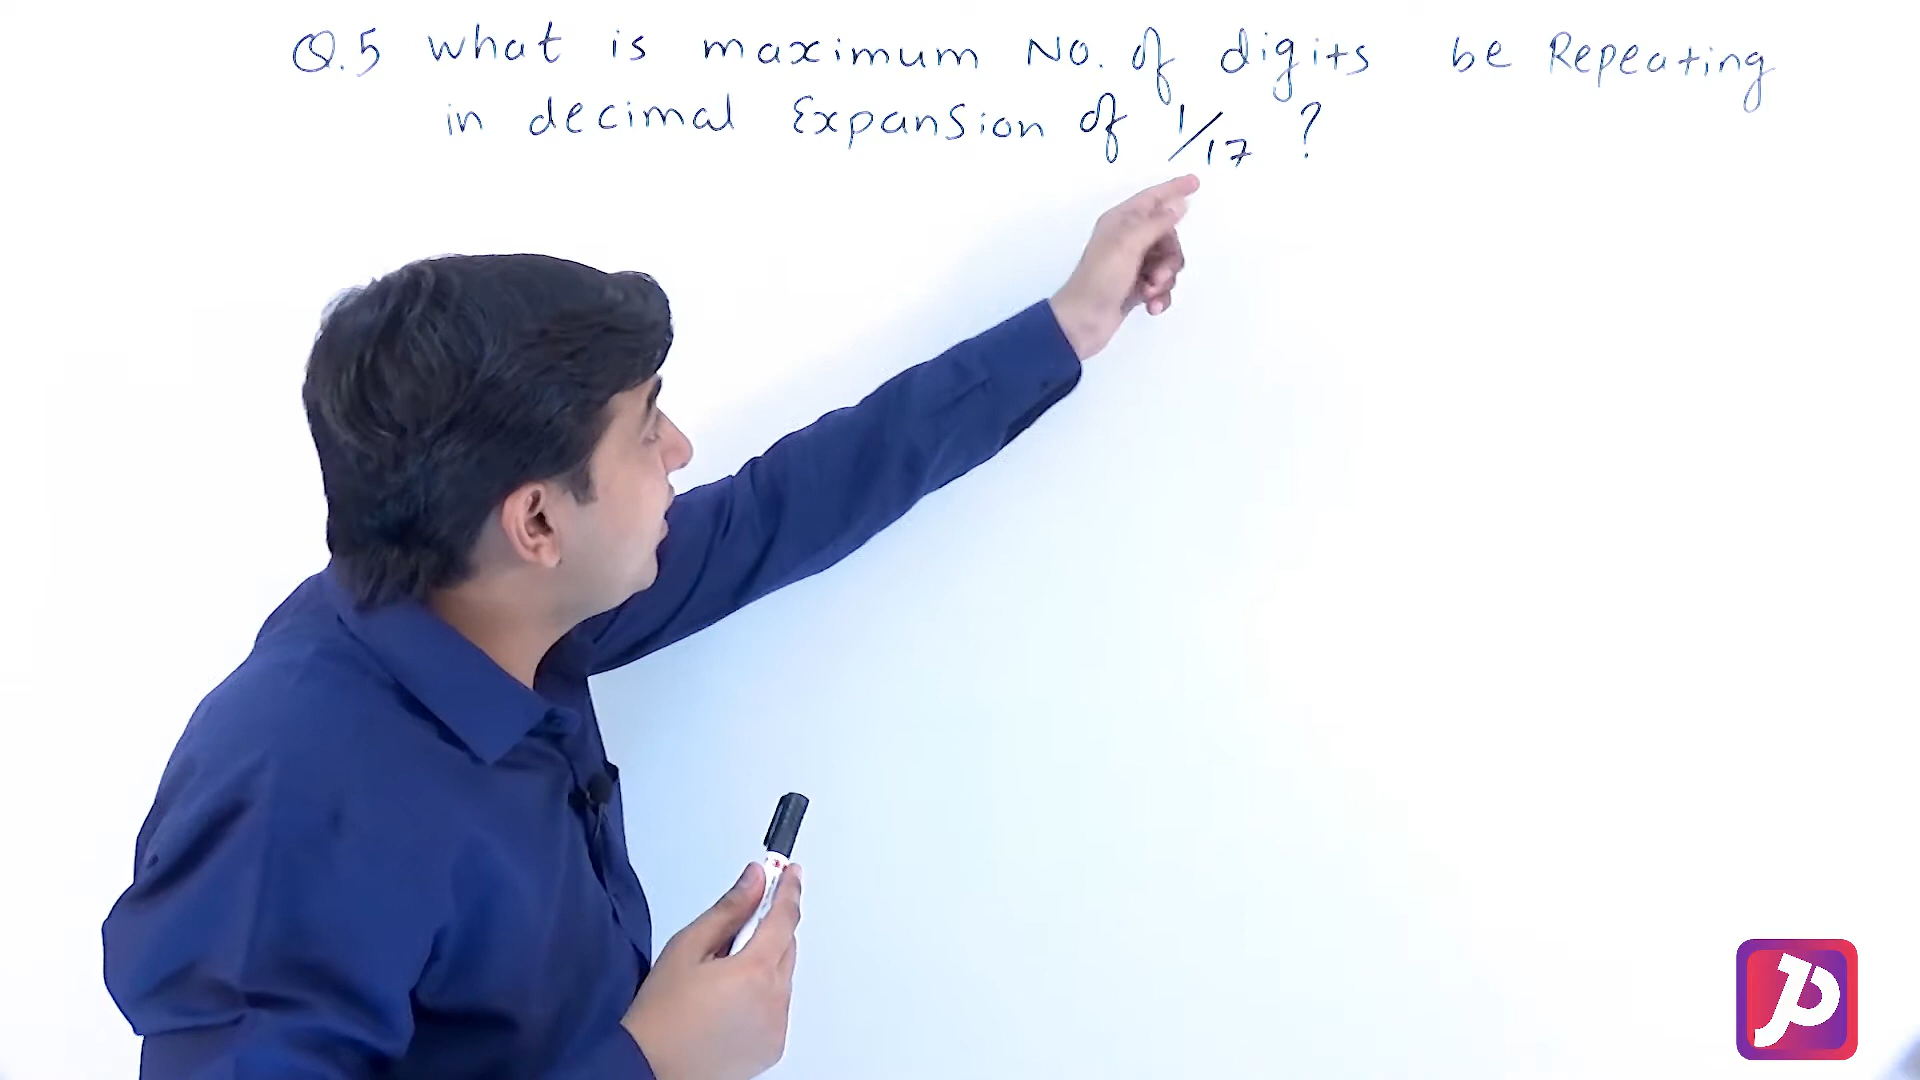 Q.5 What is maximum No. of digits be Repeating
in decimal Expansion of 1/17 ?